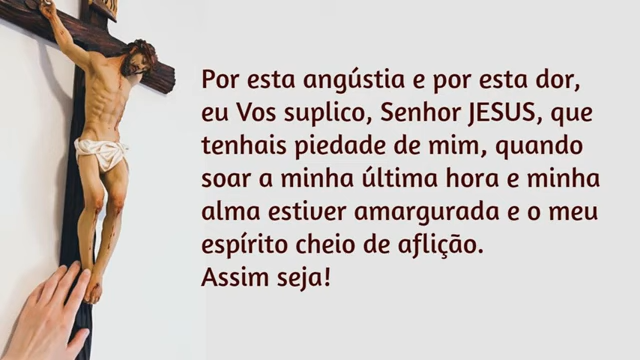 Por esta angústia e por esta dor,
eu Vos suplico, Senhor JESUS, que
tenhais piedade de mim, quando
soar a minha última hora e minha
alma estiver amargurada e o meu
espírito cheio de aflição.
Assim seja!